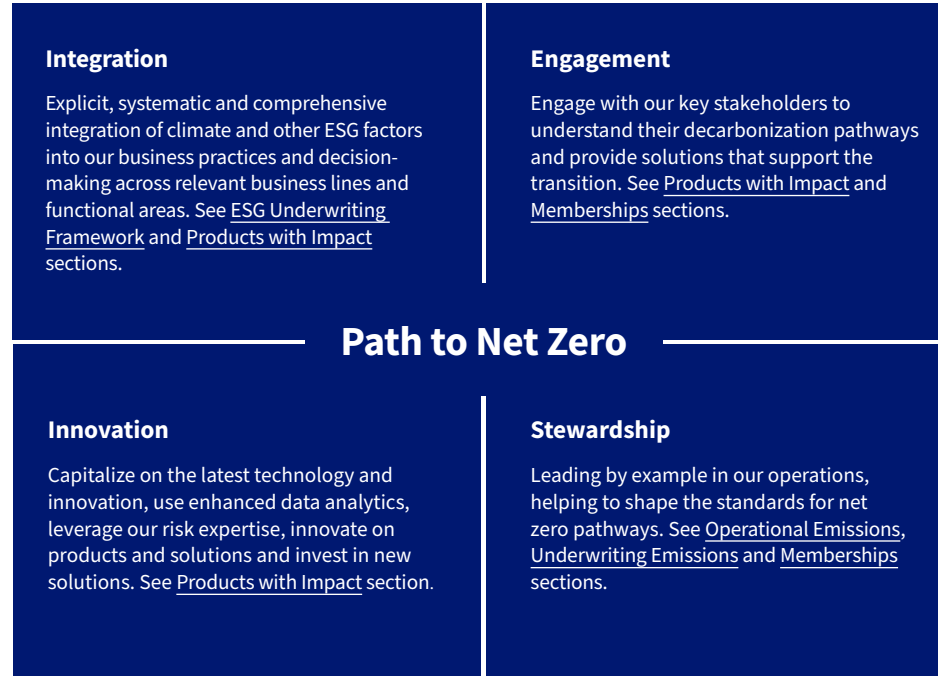 Integration
Explicit, systematic and comprehensive
integration of climate and other ESG factors
into our business practices and decision-
making across relevant business lines and
functional areas. See ESG Underwriting
Framework and Products with Impact
sections.
Engagement
Engage with our key stakeholders to
understand their decarbonization pathways
and provide solutions that support the
transition. See Products with Impact and
Memberships sections.
Path to Net Zero
Innovation
Capitalize on the latest technology and
innovation, use enhanced data analytics,
leverage our risk expertise, innovate on
products and solutions and invest in new
solutions. See Products with Impact section.
Stewardship
Leading by example in our operations,
helping to shape the standards for net
zero pathways. See Operational Emissions,
Underwriting Emissions and Memberships
sections.